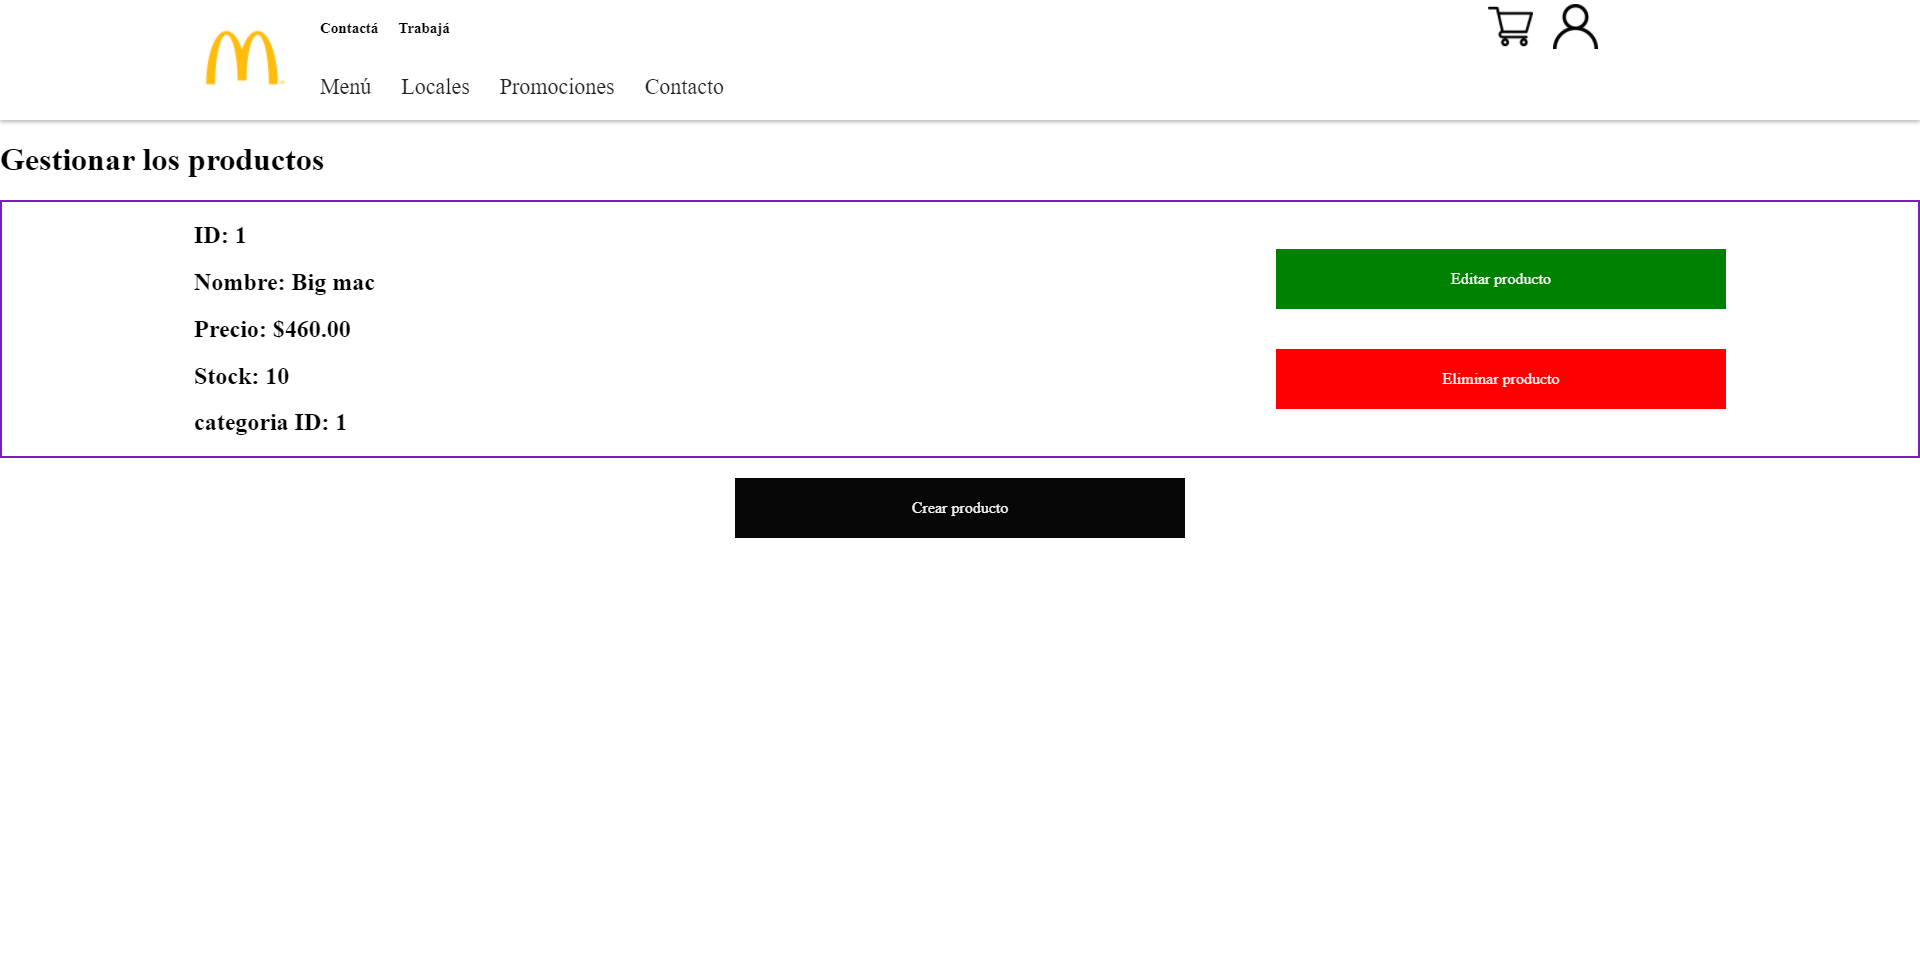 Contactá Trabajá
Menú Locales Promociones Contacto
Gestionar los productos
ID: 1
Nombre: Big mac
Precio: $460.00
Stock: 10
categoria ID: 1
Editar producto
Eliminar producto
Crear producto